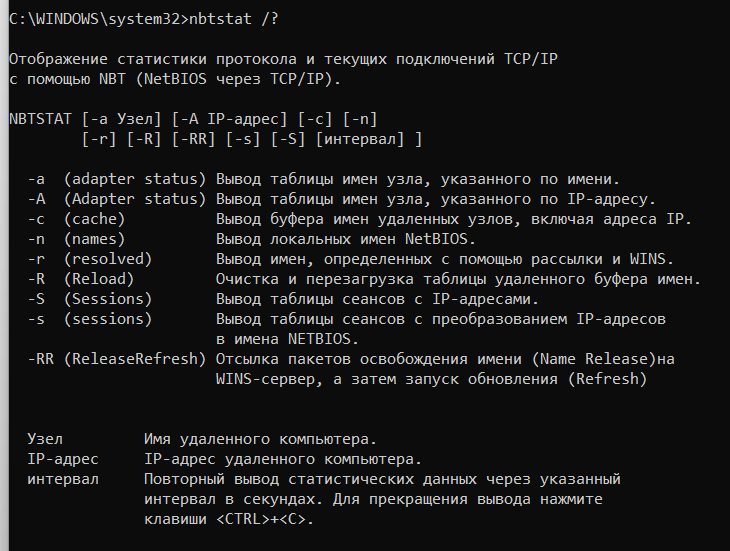 C:\WINDOWS\system32>nbtstat /?
Отображение статистики протокола и текущих подключений TCP/IP
с помощью NBT (NetBIOS через TCP/IP).
NBTSTAT [-a Узел] [-A IP-адрес] [-c] [-n]
[-r] [-R] [-RR] [-s] [-S] [интервал] ]
-a (adapter status) Вывод таблицы имен узла, указанного по имени.
-A (Adapter status) Вывод таблицы имен узла, указанного по IP-адресу.
-c (cache) Вывод буфера имен удаленных узлов, включая адреса IP.
-n (names) Вывод локальных имен NetBIOS.
-r (resolved) Вывод имен, определенных с помощью рассылки и WINS.
-R (Reload) Очистка и перезагрузка таблицы удаленного буфера имен.
-S (Sessions) Вывод таблицы сеансов с IP-адресами.
-s (sessions) Вывод таблицы сеансов с преобразованием IP-адресов
в имена NETBIOS.
-RR (ReleaseRefresh) Отсылка пакетов освобождения имени (Name Release)на
WINS-сервер, а затем запуск обновления (Refresh)
Узел Имя удаленного компьютера.
IP-адрес IP-адрес удаленного компьютера.
интервал Повторный вывод статистических данных через указанный
интервал в секундах. Для прекращения вывода нажмите
клавиши <CTRL>+<C>.